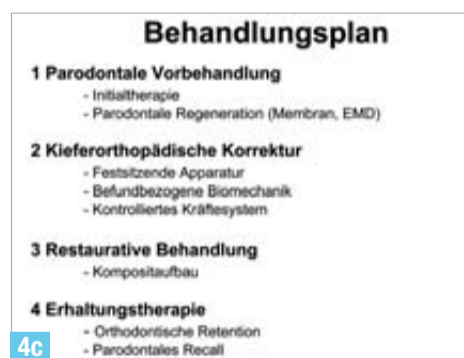 Behandlungsplan
1 Parodontale Vorbehandlung
- Initialtherapie
- Parodontale Regeneration (Membran, EMD)
2 Kieferorthopädische Korrektur
- Festsitzende Apparatur
- Befundbezogene Biomechanik
- Kontrolliertes Kräftesystem
3 Restaurative Behandlung
- Kompositaufbau
4 Erhaltungstherapie
- Orthodontische Retention
- Parodontales Recall
4c